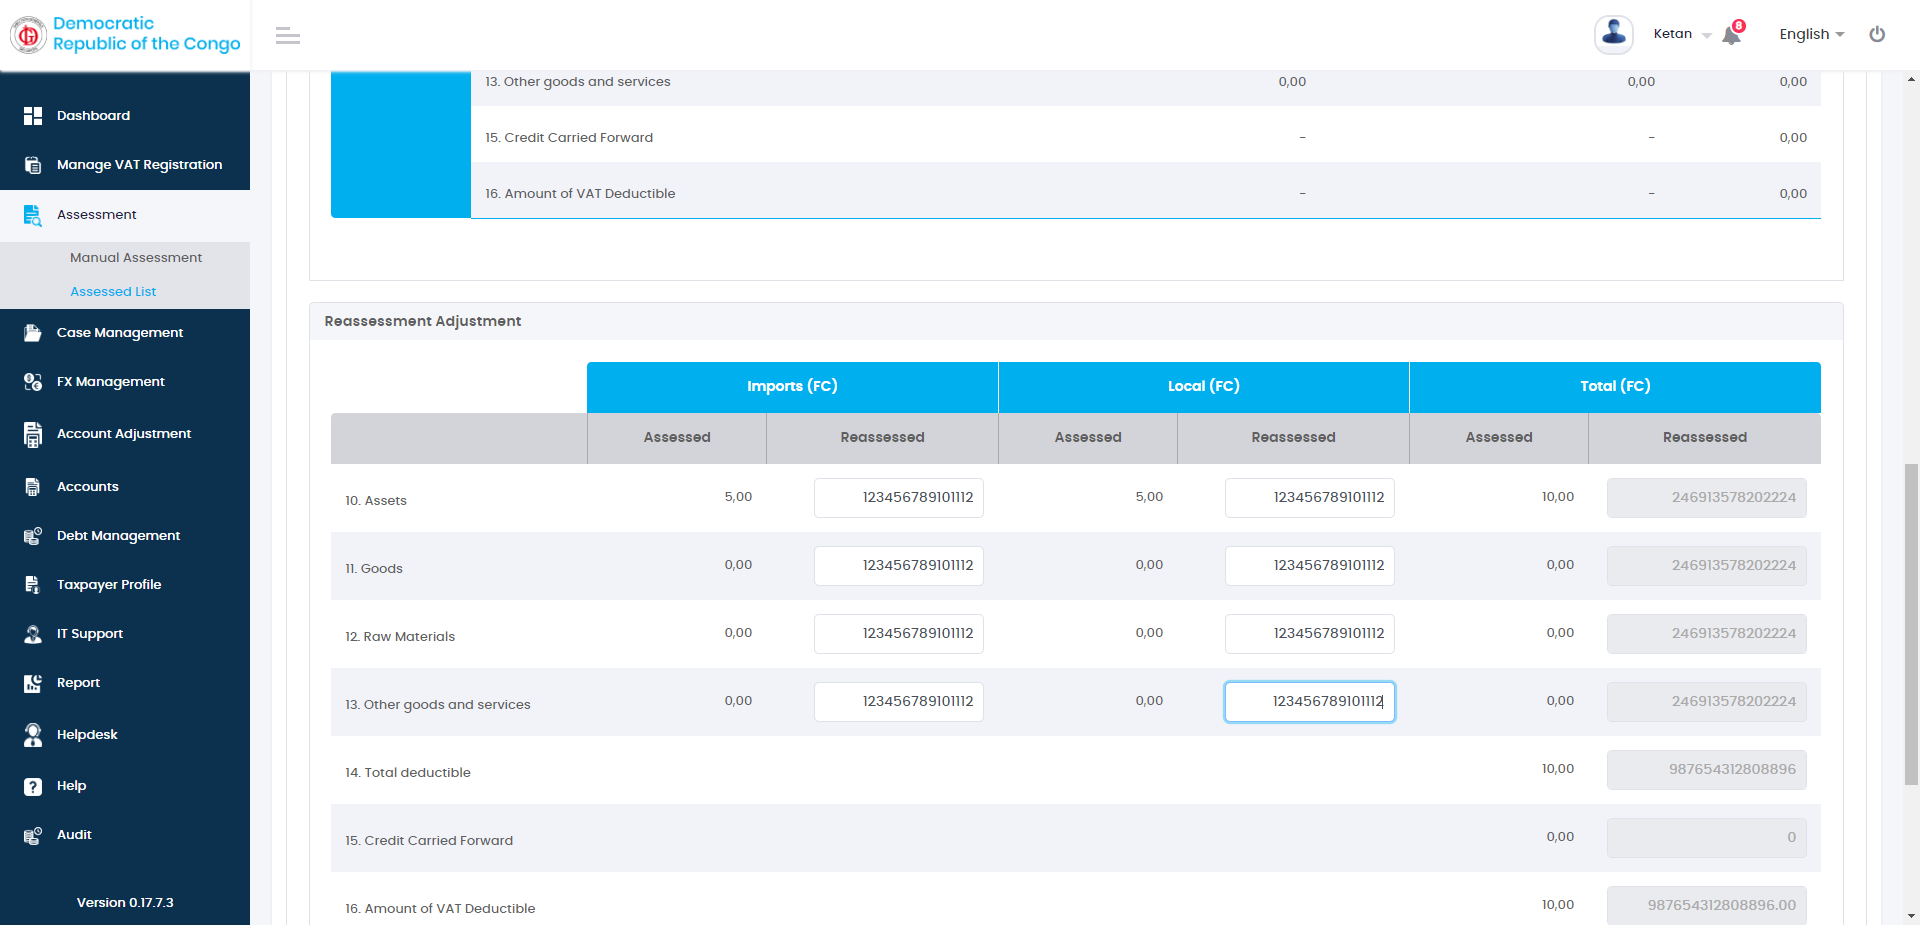 Democratic
Republic of the Congo
Ketan
8
English
Dashboard
Manage VAT Registration
Assessment
Manual Assessment
Assessed List
Case Management
FX Management
Account Adjustment
Accounts
Debt Management
Taxpayer Profile
IT Support
Report
Helpdesk
Help
Audit
Version 0.17.7.3
13. Other goods and services 0,00 0,00 0,00
15. Credit Carried Forward - - 0,00
16. Amount of VAT Deductible - - 0,00
Reassessment Adjustment
Imports (FC) Local (FC) Total (FC)
Assessed Reassessed Assessed Reassessed Assessed Reassessed
10. Assets 5,00 123456789101112 5,00 123456789101112 10,00 246913578202224
11. Goods 0,00 123456789101112 0,00 123456789101112 0,00 246913578202224
12. Raw Materials 0,00 123456789101112 0,00 123456789101112 0,00 246913578202224
13. Other goods and services 0,00 123456789101112 0,00 123456789101112 0,00 246913578202224
14. Total deductible 10,00 987654312808896
15. Credit Carried Forward 0,00 0
16. Amount of VAT Deductible 10,00 987654312808896.00